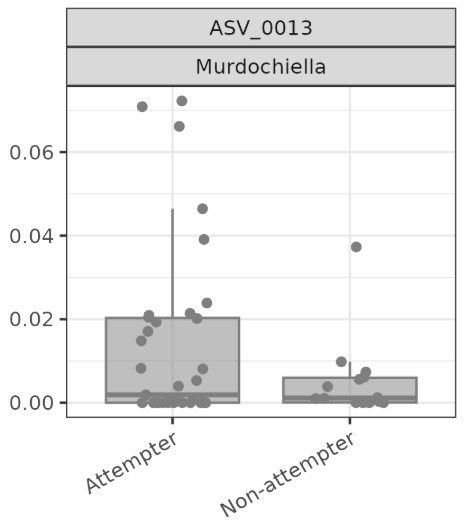 ASV_0013
Murdochiella
0.06
0.04
0.02
0.00
Attempter
Non-attempter